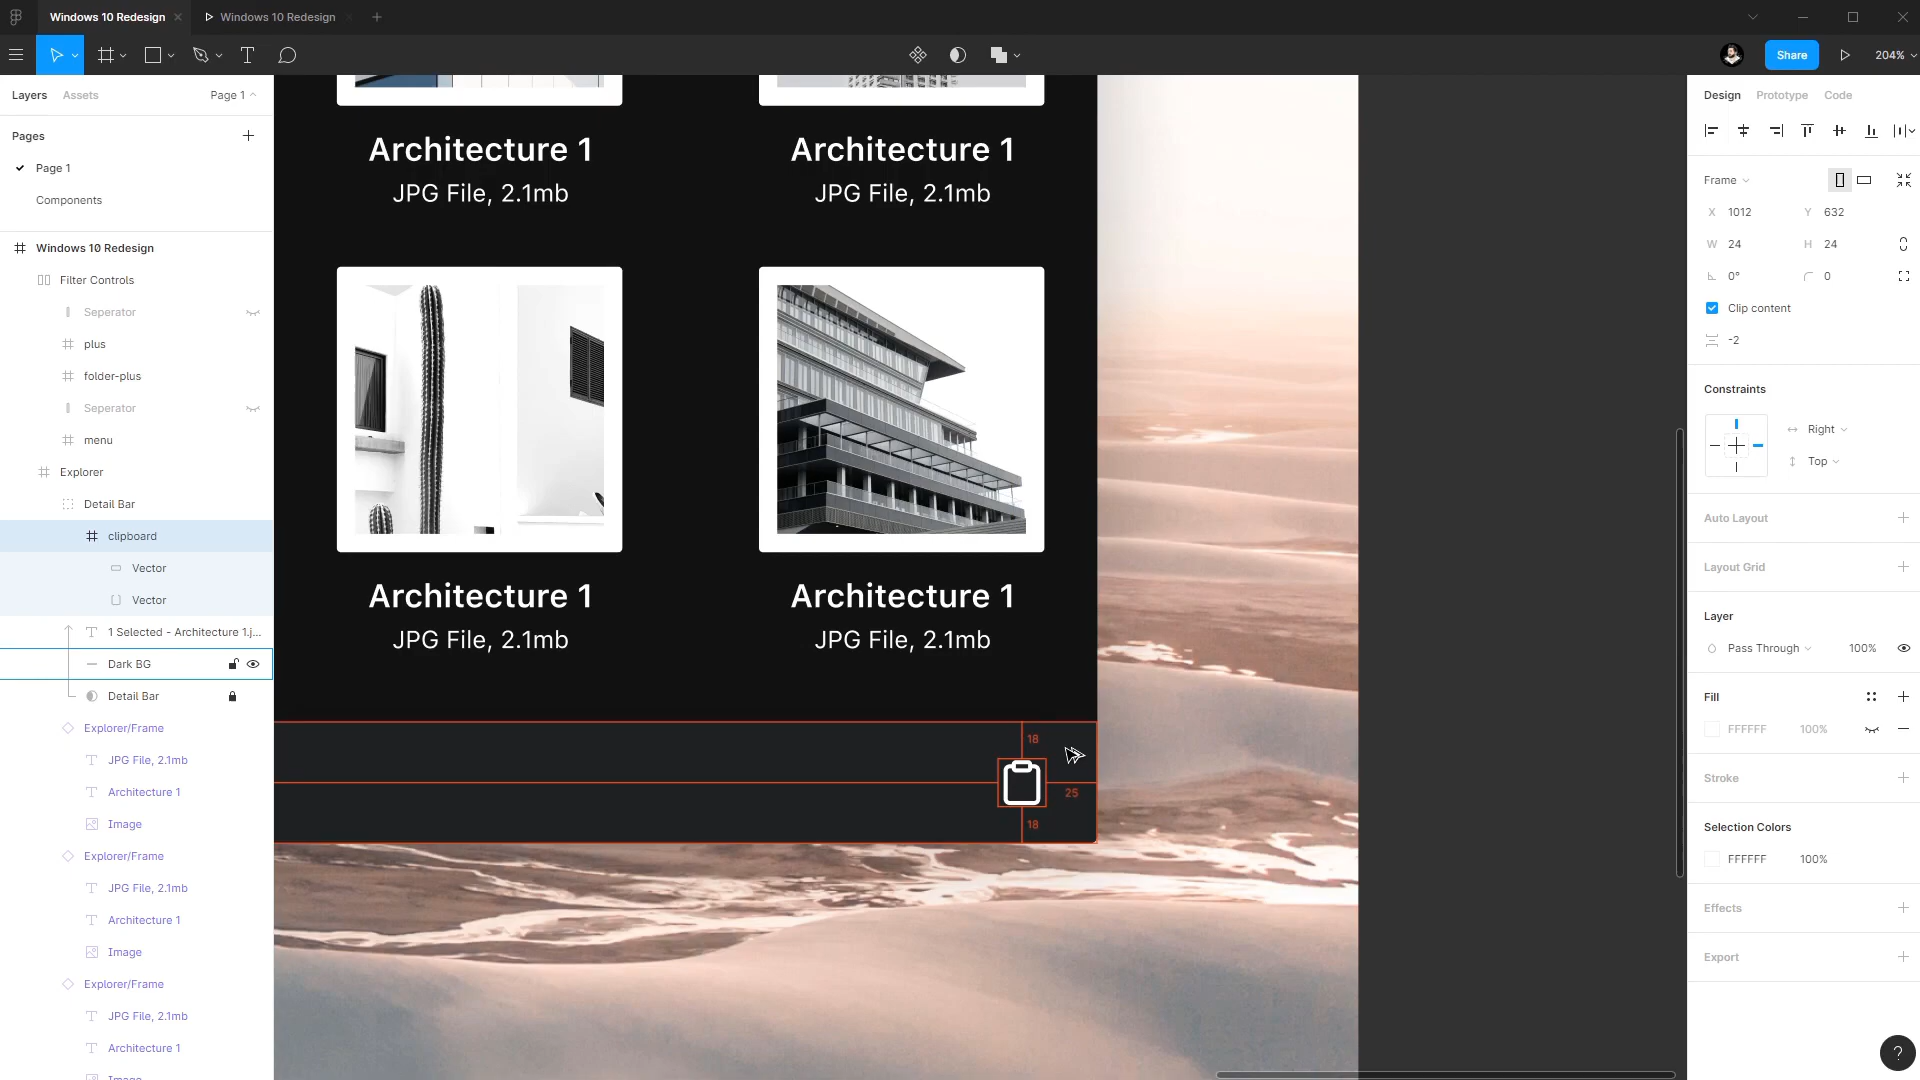 Windows 10 Redesign
Windows 10 Redesign
Share
204%
Layers
Assets
Page 1
Pages
Page 1
Components
Windows 10 Redesign
Filter Controls
Seperator
plus
folder-plus
Seperator
menu
Explorer
Detail Bar
clipboard
Vector
Vector
1 Selected - Architecture 1.j...
Dark BG
Detail Bar
Explorer/Frame
JPG File, 2.1mb
Architecture 1
Image
Explorer/Frame
JPG File, 2.1mb
Architecture 1
Image
Explorer/Frame
JPG File, 2.1mb
Architecture 1
Image
Architecture 1
JPG File, 2.1mb
Architecture 1
JPG File, 2.1mb
Architecture 1
JPG File, 2.1mb
Architecture 1
JPG File, 2.1mb
18
25
18
Design
Prototype
Code
Frame
X 1012
Y 632
W 24
H 24
0°
0
Clip content
-2
Constraints
Right
Top
Auto Layout
Layout Grid
Layer
Pass Through
100%
Fill
FFFFFF
100%
Stroke
Selection Colors
FFFFFF
100%
Effects
Export
?